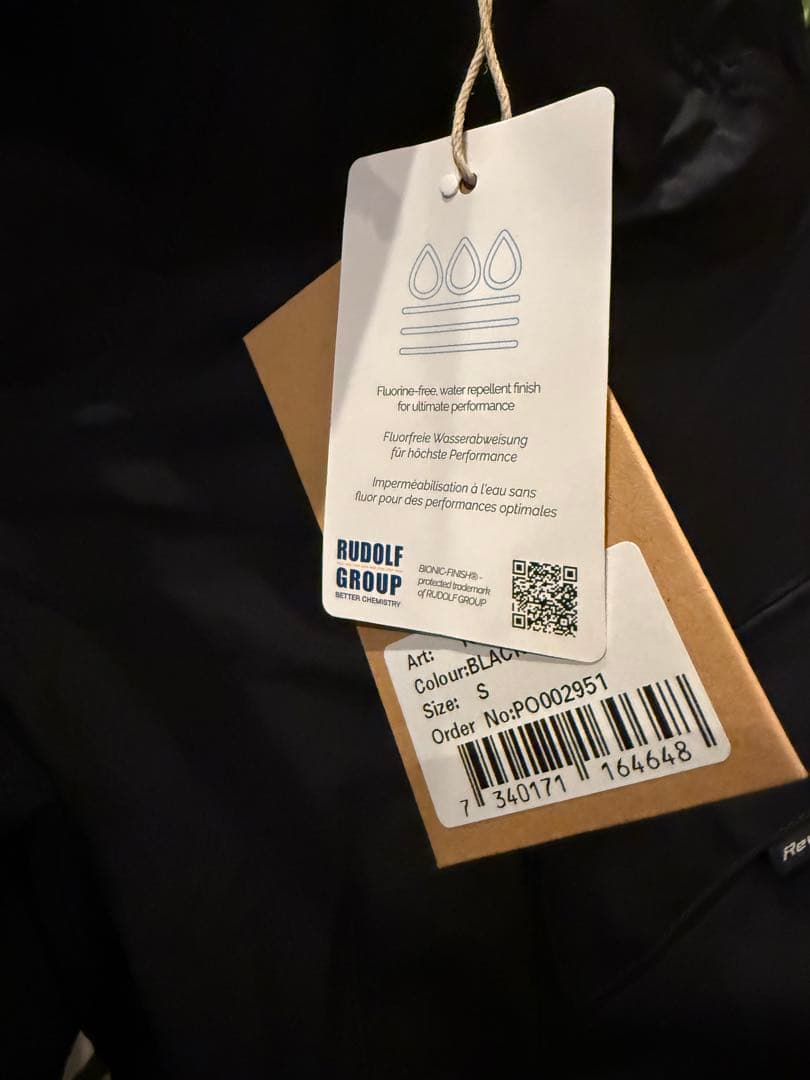 Fluorine-free, water repellent finish
for ultimate performance
Fluorfreie Wasserabweisung
für höchste Performance
Imperméabilisation à l'eau sans
fluor pour des performances optimales
RUDOLF
GROUP
BETTER CHEMISTRY
BIONIC-FINISH® -
protected trademark
of RUDOLF GROUP
Art:
Colour:BLACK
Size: S
Order No:PO002951
7 340171 164648